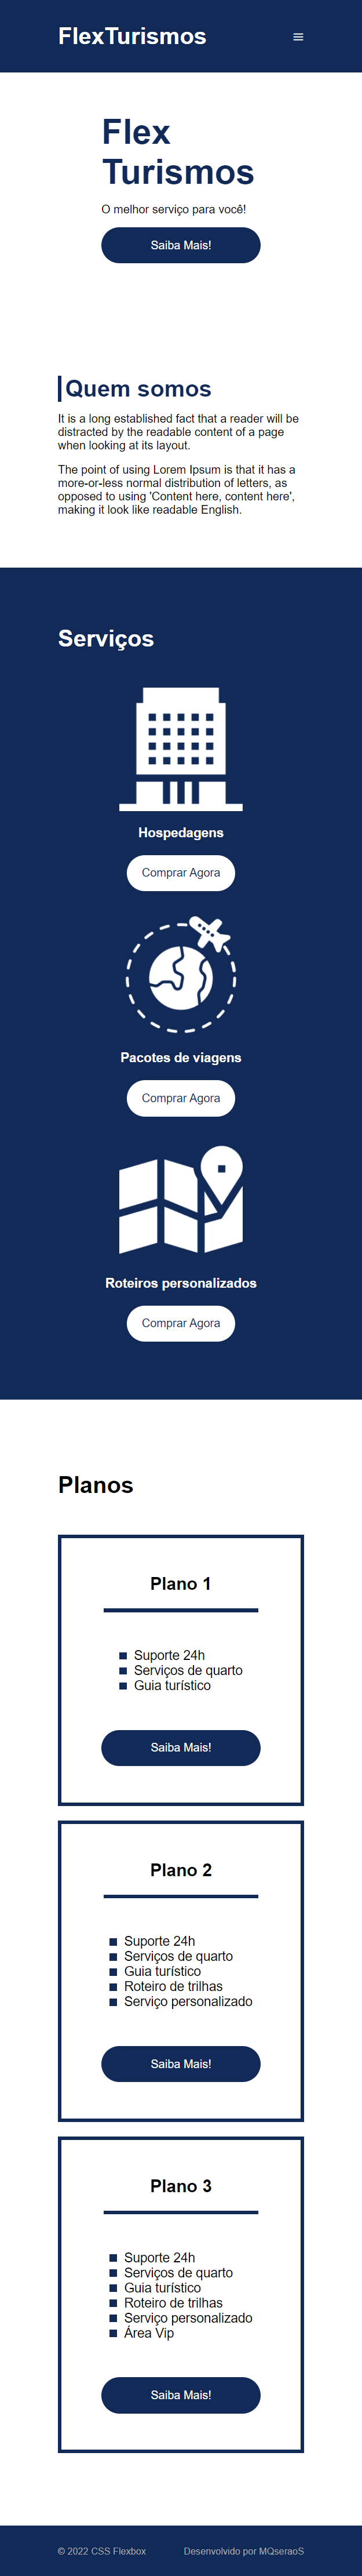 FlexTurismos
Flex
Turismos
O melhor serviço para você!
Saiba Mais!
Quem somos
It is a long established fact that a reader will be
distracted by the readable content of a page
when looking at its layout.
The point of using Lorem Ipsum is that it has a
more-or-less normal distribution of letters, as
opposed to using 'Content here, content here',
making it look like readable English.
Serviços
Hospedagens
Comprar Agora
Pacotes de viagens
Comprar Agora
Roteiros personalizados
Comprar Agora
Planos
Plano 1
Suporte 24h
Serviços de quarto
Guia turístico
Saiba Mais!
Plano 2
Suporte 24h
Serviços de quarto
Guia turístico
Roteiro de trilhas
Serviço personalizado
Saiba Mais!
Plano 3
Suporte 24h
Serviços de quarto
Guia turístico
Roteiro de trilhas
Serviço personalizado
Área Vip
Saiba Mais!
© 2022 CSS Flexbox Desenvolvido por MQseraoS